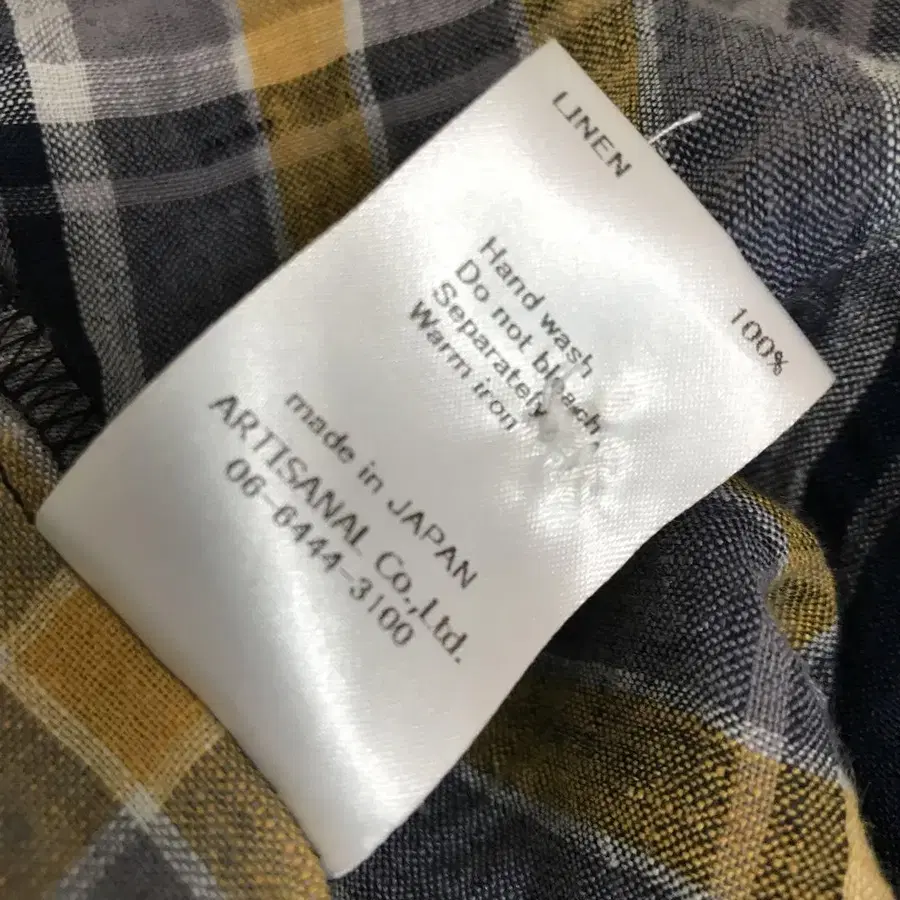 LINEN 100%
Hand wash
Do not bleach
Separately
Warm iron
made in JAPAN
ARTISANAL Co.,Ltd.
06-6444-3100